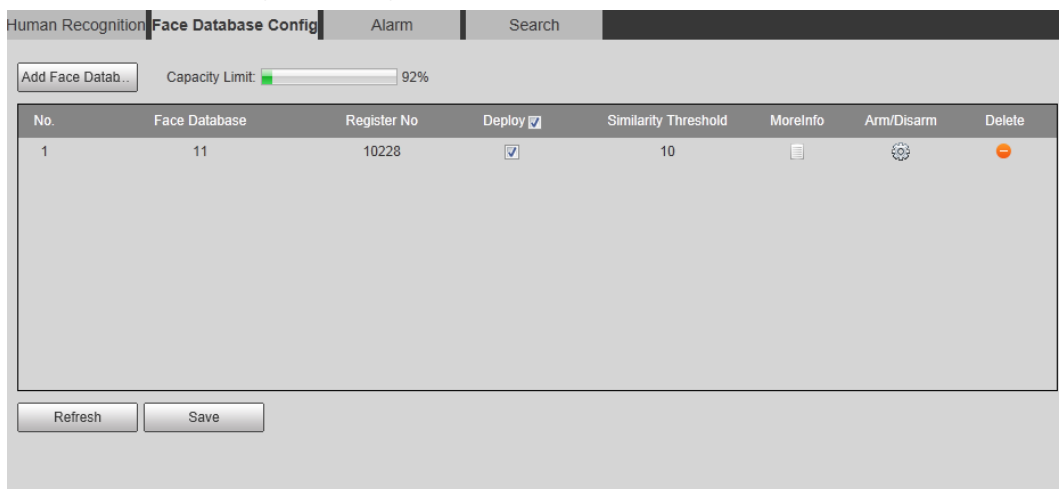 Human Recognition Face Database Config Alarm Search
Add Face Datab... Capacity Limit: 92%
No. Face Database Register No Deploy Similarity Threshold MoreInfo Arm/Disarm Delete
1 11 10228 10
Refresh Save